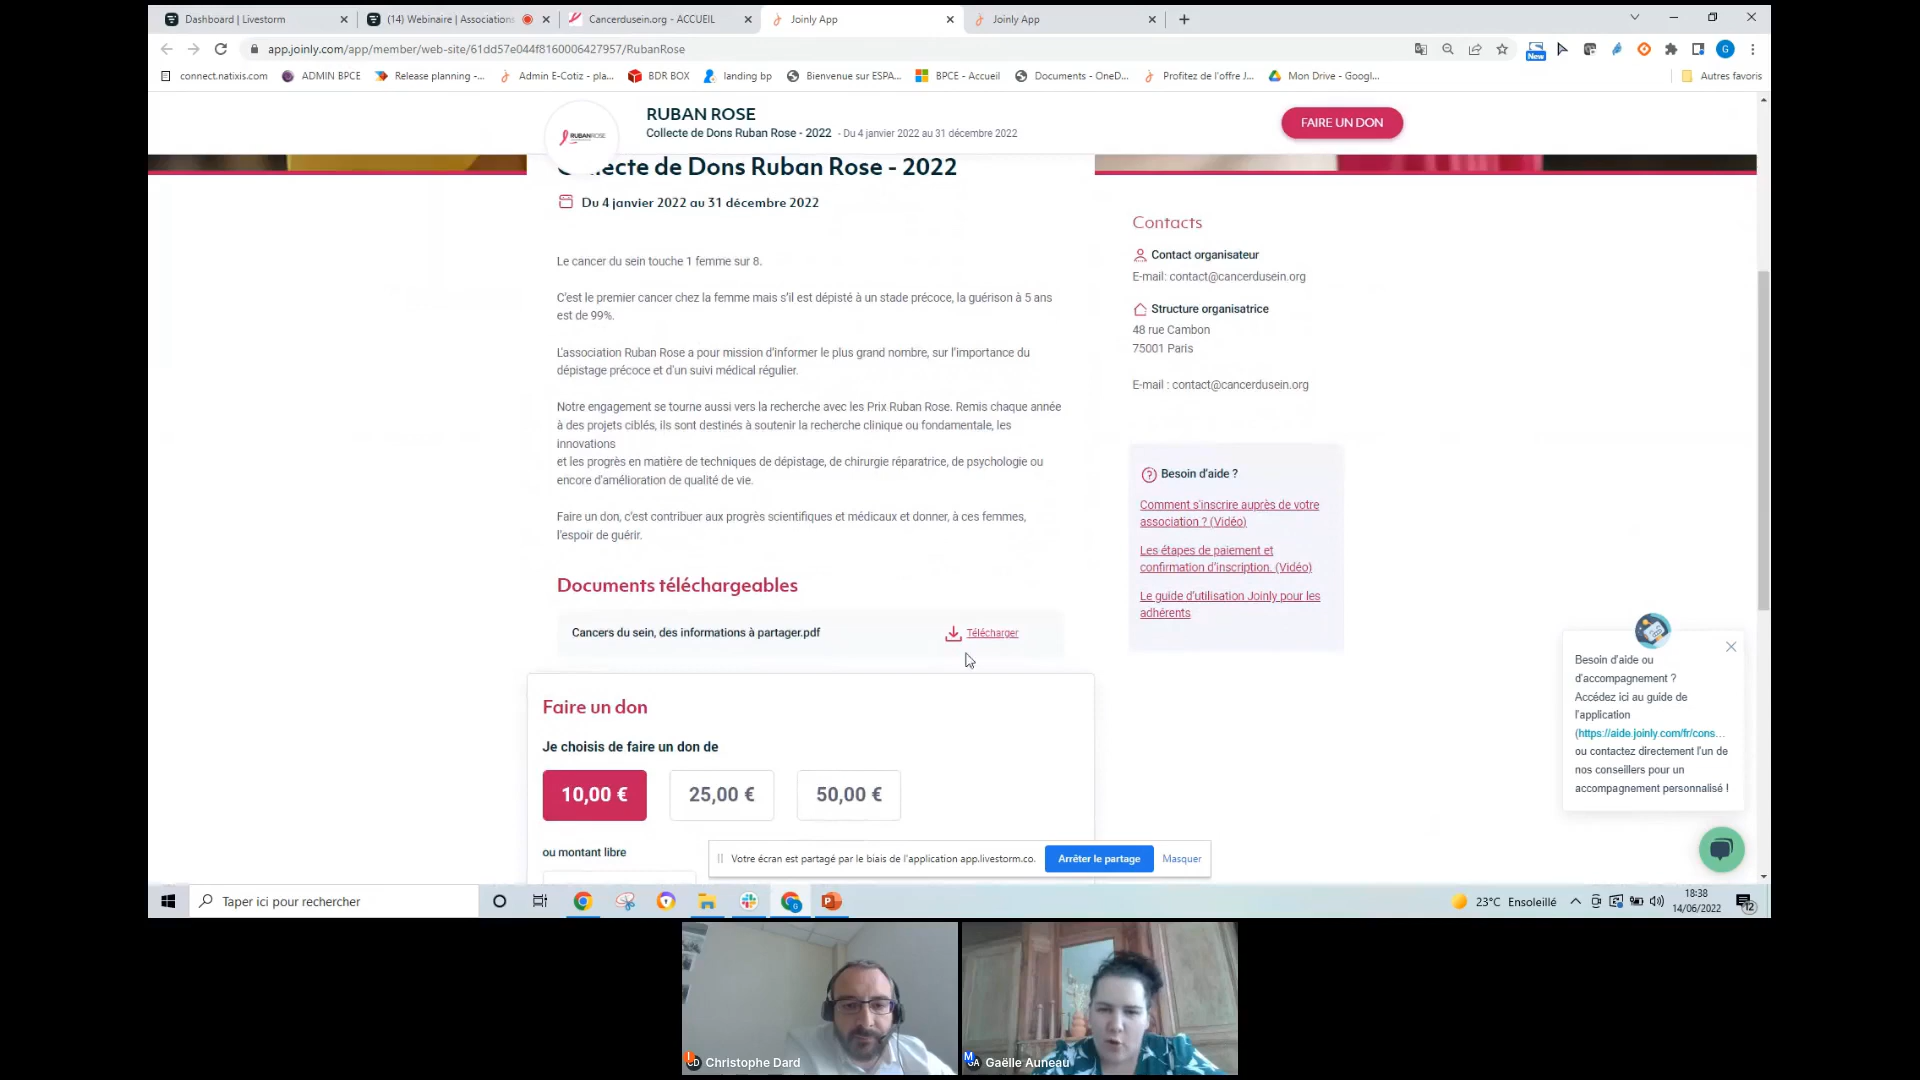 Dashboard | Livestorm
(14) Webinaire | Associations
Cancerdusein.org - ACCUEIL
Joinly App
Joinly App
app.joinly.com/app/member/web-site/61dd57e044f8160006427957/RubanRose
New
G
connect.natixis.com
ADMIN BPCE
Release planning -...
Admin E-Cotiz - pla...
BDR BOX
landing bp
Bienvenue sur ESPA...
BPCE - Accueil
Documents - OneD...
Profitez de l'offre J...
Mon Drive - Googl...
Autres favoris
RUBANROSE
RUBAN ROSE
Collecte de Dons Ruban Rose - 2022 - Du 4 janvier 2022 au 31 décembre 2022
FAIRE UN DON
Collecte de Dons Ruban Rose - 2022
Du 4 janvier 2022 au 31 décembre 2022
Le cancer du sein touche 1 femme sur 8.
C'est le premier cancer chez la femme mais s'il est dépisté à un stade précoce, la guérison à 5 ans
est de 99%.
L'association Ruban Rose a pour mission d'informer le plus grand nombre, sur l'importance du
dépistage précoce et d'un suivi médical régulier.
Notre engagement se tourne aussi vers la recherche avec les Prix Ruban Rose. Remis chaque année
à des projets ciblés, ils sont destinés à soutenir la recherche clinique ou fondamentale, les
innovations
et les progrès en matière de techniques de dépistage, de chirurgie réparatrice, de psychologie ou
encore d'amélioration de qualité de vie.
Faire un don, c'est contribuer aux progrès scientifiques et médicaux et donner, à ces femmes,
l'espoir de guérir.
Documents téléchargeables
Cancers du sein, des informations à partager.pdf
Télécharger
Faire un don
Je choisis de faire un don de
10,00 €
25,00 €
50,00 €
ou montant libre
Contacts
Contact organisateur
E-mail: contact@cancerdusein.org
Structure organisatrice
48 rue Cambon
75001 Paris
E-mail : contact@cancerdusein.org
Besoin d'aide ?
Comment s'inscrire auprès de votre
association ? (Vidéo)
Les étapes de paiement et
confirmation d'inscription. (Vidéo)
Le guide d'utilisation Joinly pour les
adhérents
Besoin d'aide ou
d'accompagnement ?
Accédez ici au guide de
l'application
(https://aide.joinly.com/fr/cons...
ou contactez directement l'un de
nos conseillers pour un
accompagnement personnalisé !
Votre écran est partagé par le biais de l'application app.livestorm.co.
Arrêter le partage
Masquer
Taper ici pour rechercher
23°C Ensoleillé
18:38
14/06/2022
12
Christophe Dard
Gaëlle Auneau